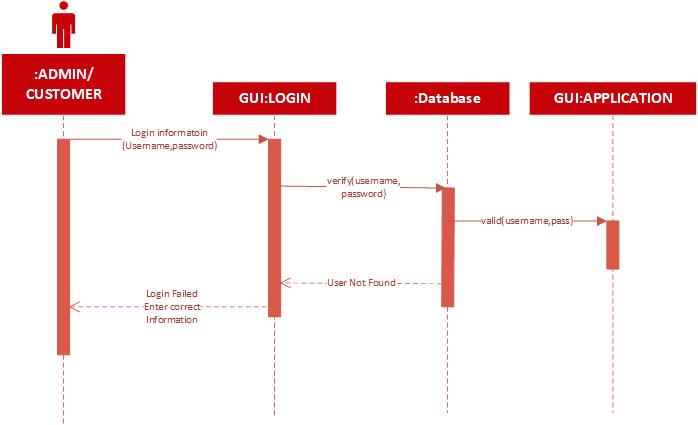 :ADMIN/
CUSTOMER
GUI:LOGIN
:Database
GUI:APPLICATION
Login informatoin
(Username,password)
verify(username,
password)
valid(username,pass)
User Not Found
Login Failed
Enter correct
Information